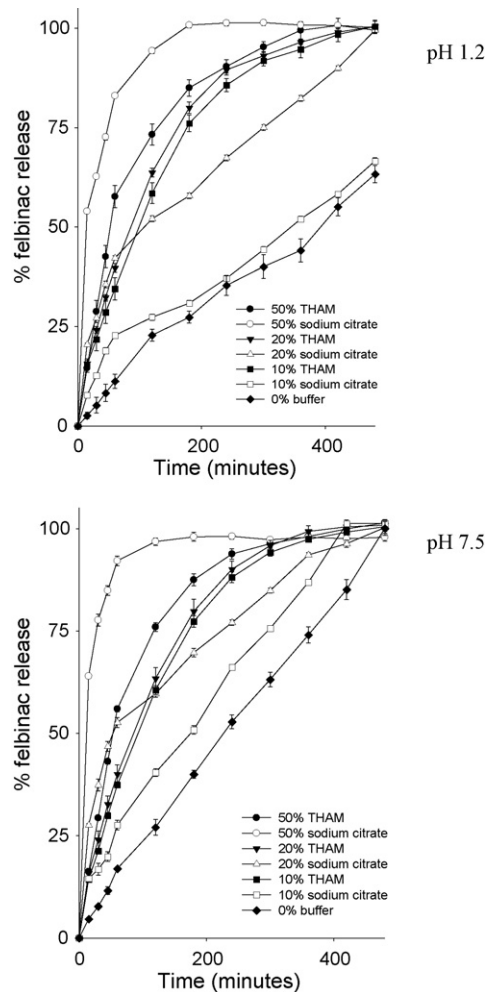 100
75
50
25
0
% felbinac release
pH 1.2
50% THAM
50% sodium citrate
20% THAM
20% sodium citrate
10% THAM
10% sodium citrate
0% buffer
0
200
400
Time (minutes)
100
75
50
25
0
% felbinac release
pH 7.5
50% THAM
50% sodium citrate
20% THAM
20% sodium citrate
10% THAM
10% sodium citrate
0% buffer
0
200
400
Time (minutes)